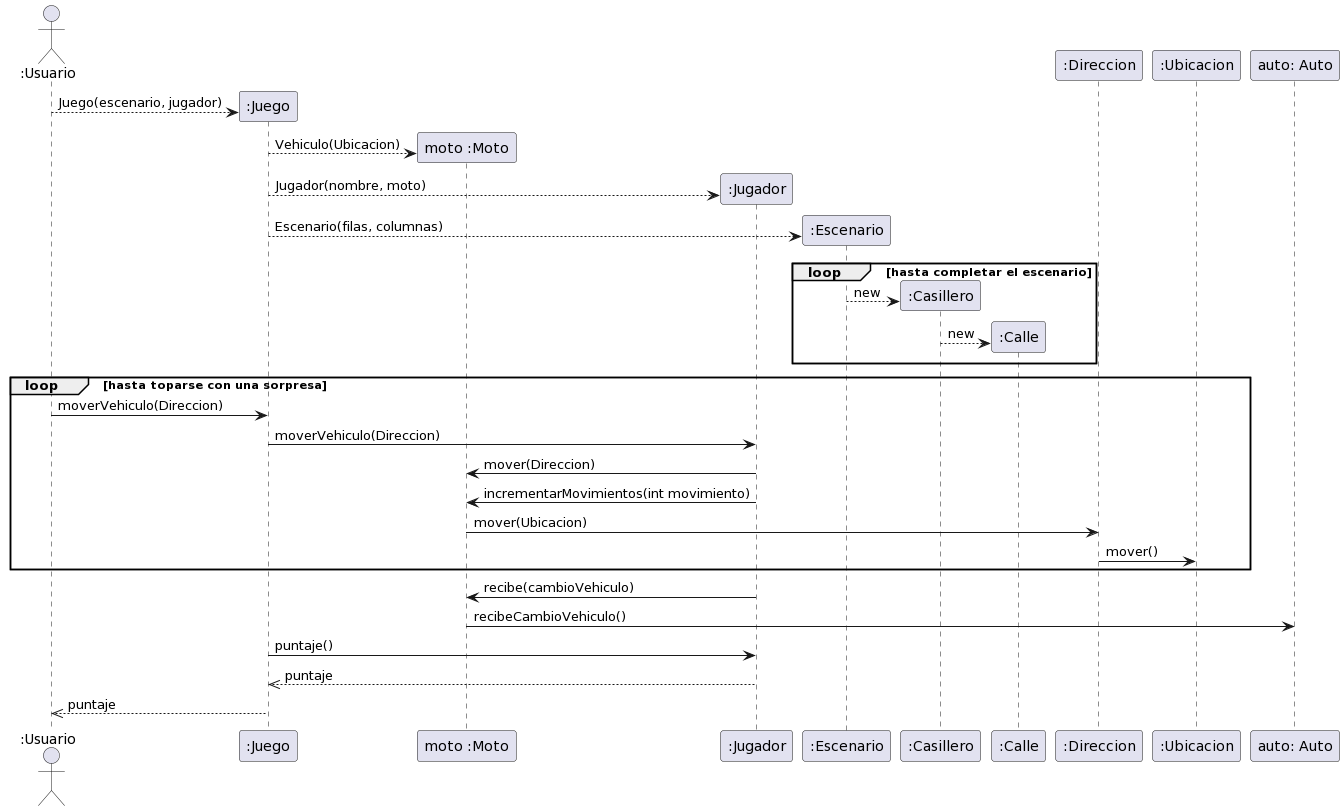 :Usuario
:Direccion
:Ubicacion
auto: Auto
Juego(escenario, jugador)
:Juego
Vehiculo(Ubicacion)
moto :Moto
Jugador(nombre, moto)
:Jugador
Escenario(filas, columnas)
:Escenario
loop
[hasta completar el escenario]
new
:Casillero
new
:Calle
loop
[hasta toparse con una sorpresa]
moverVehiculo(Direccion)
moverVehiculo(Direccion)
mover(Direccion)
incrementarMovimientos(int movimiento)
mover(Ubicacion)
mover()
recibe(cambioVehiculo)
recibeCambioVehiculo()
puntaje()
puntaje
puntaje
:Usuario
:Juego
moto :Moto
:Jugador
:Escenario
:Casillero
:Calle
:Direccion
:Ubicacion
auto: Auto